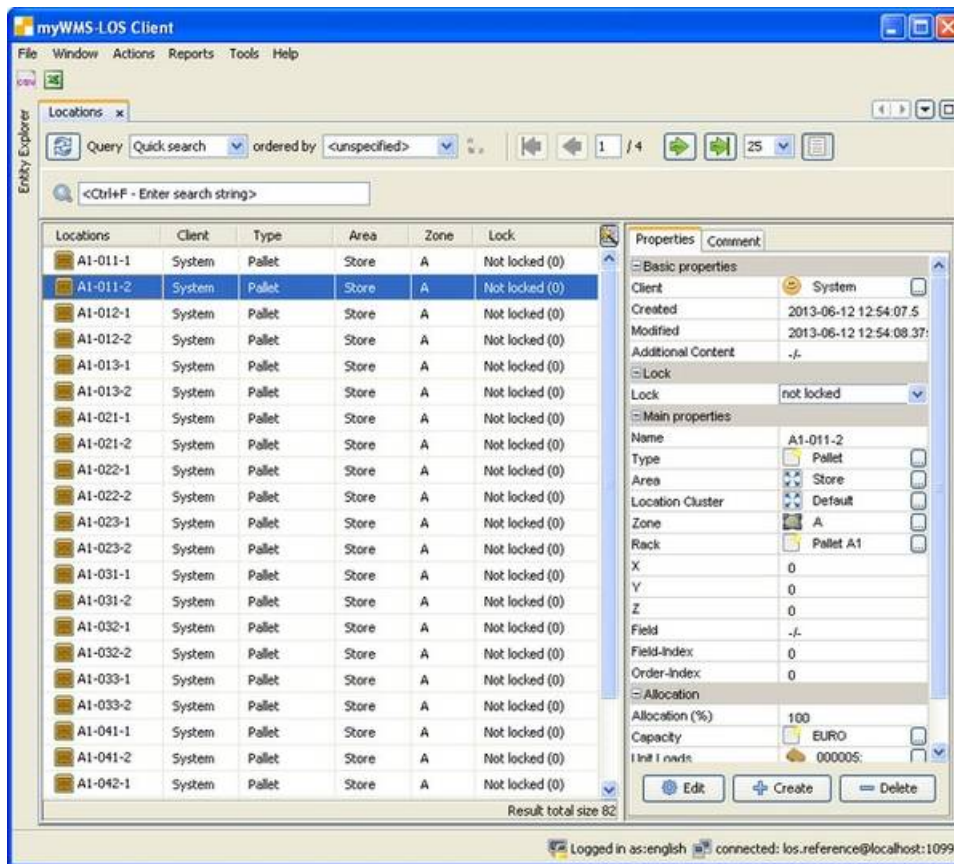 myWMS-LOS Client
File Window Actions Reports Tools Help
csv
Entity Explorer
Locations x
Query Quick search ordered by <unspecified> 1 / 4 25
<Ctrl+F - Enter search string>
Locations Client Type Area Zone Lock
A1-011-1 System Pallet Store A Not locked (0)
A1-011-2 System Pallet Store A Not locked (0)
A1-012-1 System Pallet Store A Not locked (0)
A1-012-2 System Pallet Store A Not locked (0)
A1-013-1 System Pallet Store A Not locked (0)
A1-013-2 System Pallet Store A Not locked (0)
A1-021-1 System Pallet Store A Not locked (0)
A1-021-2 System Pallet Store A Not locked (0)
A1-022-1 System Pallet Store A Not locked (0)
A1-022-2 System Pallet Store A Not locked (0)
A1-023-1 System Pallet Store A Not locked (0)
A1-023-2 System Pallet Store A Not locked (0)
A1-031-1 System Pallet Store A Not locked (0)
A1-031-2 System Pallet Store A Not locked (0)
A1-032-1 System Pallet Store A Not locked (0)
A1-032-2 System Pallet Store A Not locked (0)
A1-033-1 System Pallet Store A Not locked (0)
A1-033-2 System Pallet Store A Not locked (0)
A1-041-1 System Pallet Store A Not locked (0)
A1-041-2 System Pallet Store A Not locked (0)
A1-042-1 System Pallet Store A Not locked (0)
Result total size 82
Properties Comment
Basic properties
Client System
Created 2013-06-12 12:54:07.5
Modified 2013-06-12 12:54:08.37
Additional Content -/-
Lock
Lock not locked
Main properties
Name A1-011-2
Type Pallet
Area Store
Location Cluster Default
Zone A
Rack Pallet A1
X 0
Y 0
Z 0
Field -/-
Field-Index 0
Order-Index 0
Allocation
Allocation (%) 100
Capacity EURO
Unit Loads 000005:
Edit Create Delete
Logged in as:english connected: los.reference@localhost:1099